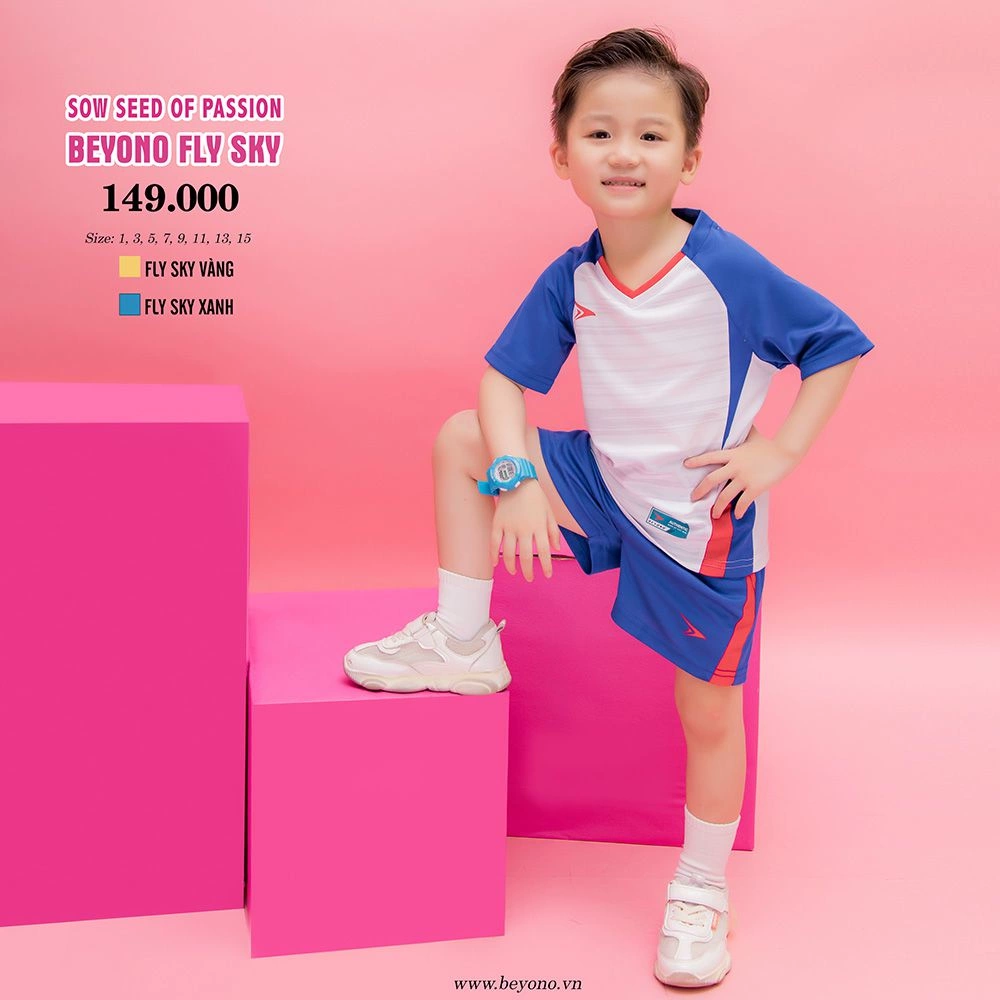 SOW SEED OF PASSION
BEYONO FLY SKY
149.000
Size: 1, 3, 5, 7, 9, 11, 13, 15
FLY SKY VÀNG
FLY SKY XANH
AUTHENTIC
www.beyono.vn